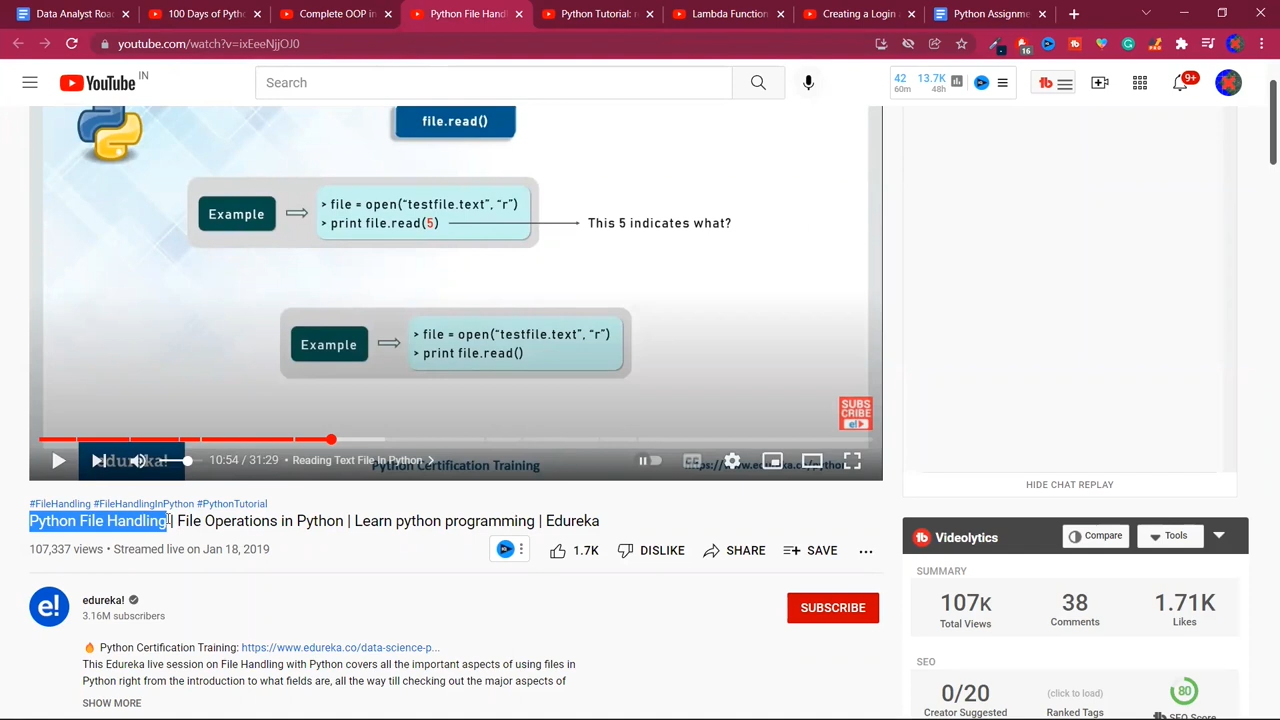 Data Analyst Roa
100 Days of Pytho
Complete OOP in
Python File Handl
Python Tutorial: r
Lambda Function
Creating a Login a
Python Assignme
youtube.com/watch?v=ixEeeNjjOJ0
16
YouTube IN
Search
42 13.7K
60m 48h
9+
file.read()
Example
> file = open("testfile.text", "r")
> print file.read(5)
This 5 indicates what?
Example
> file = open("testfile.text", "r")
> print file.read()
SUBS
CRIBE
e!
edureka!
10:54 / 31:29 • Reading Text File In Python
Python Certification Training
#FileHandling #FileHandlingInPython #PythonTutorial
Python File Handling | File Operations in Python | Learn python programming | Edureka
107,337 views • Streamed live on Jan 18, 2019
1.7K
DISLIKE
SHARE
SAVE
e!
edureka!
3.16M subscribers
SUBSCRIBE
Python Certification Training: https://www.edureka.co/data-science-p...
This Edureka live session on File Handling with Python covers all the important aspects of using files in
Python right from the introduction to what fields are, all the way till checking out the major aspects of
SHOW MORE
HIDE CHAT REPLAY
Videolytics
Compare
Tools
SUMMARY
107K
Total Views
38
Comments
1.71K
Likes
SEO
0/20
Creator Suggested
(click to load)
Ranked Tags
80
SEO Score